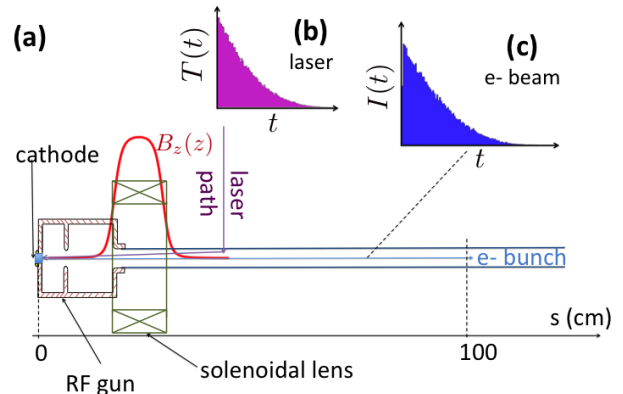 (a)
(b)
(c)
T(t)
laser
t
I(t)
e- beam
t
B_z(z)
cathode
laser
path
e- bunch
s (cm)
0
100
solenoidal lens
RF gun